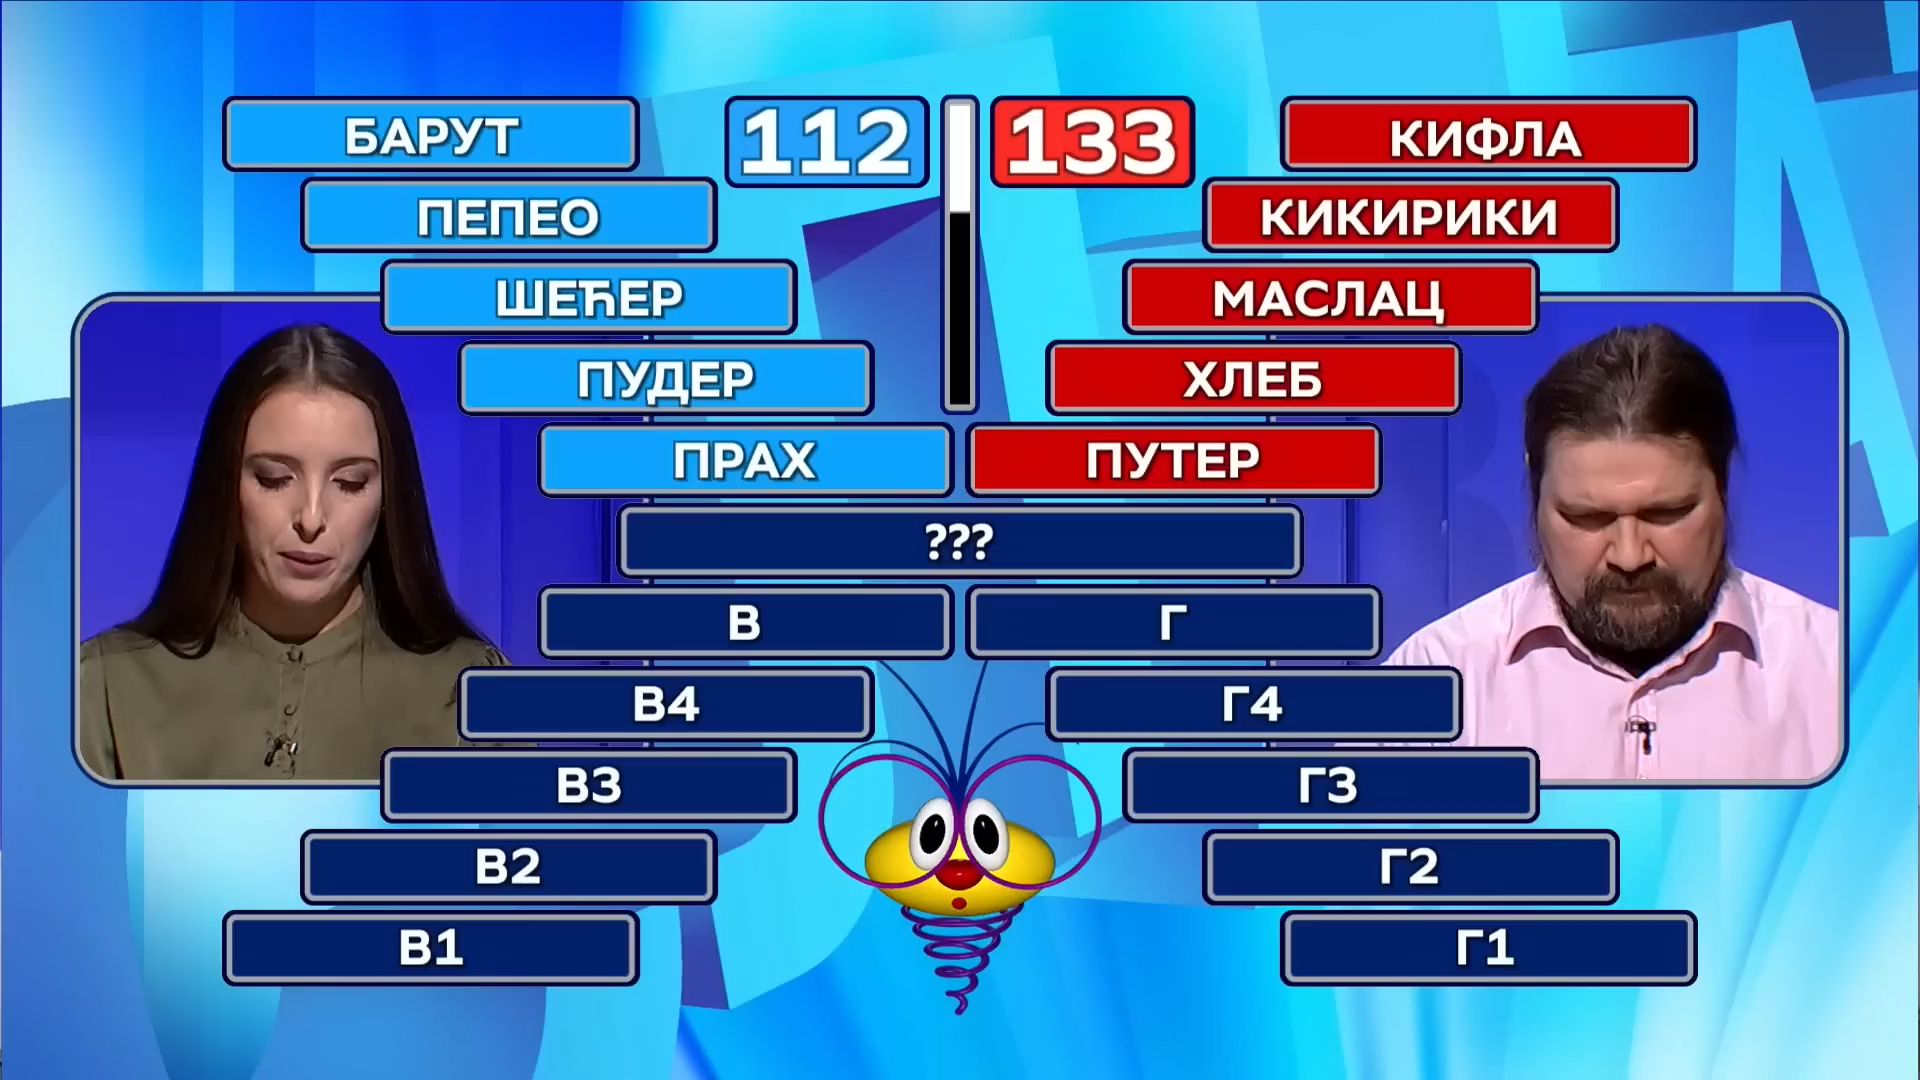 БАРУТ
112
133
КИФЛА
ПЕПЕО
КИКИРИКИ
ШЕЋЕР
МАСЛАЦ
ПУДЕР
ХЛЕБ
ПРАХ
ПУТЕР
???
В
Г
В4
Г4
В3
Г3
В2
Г2
В1
Г1